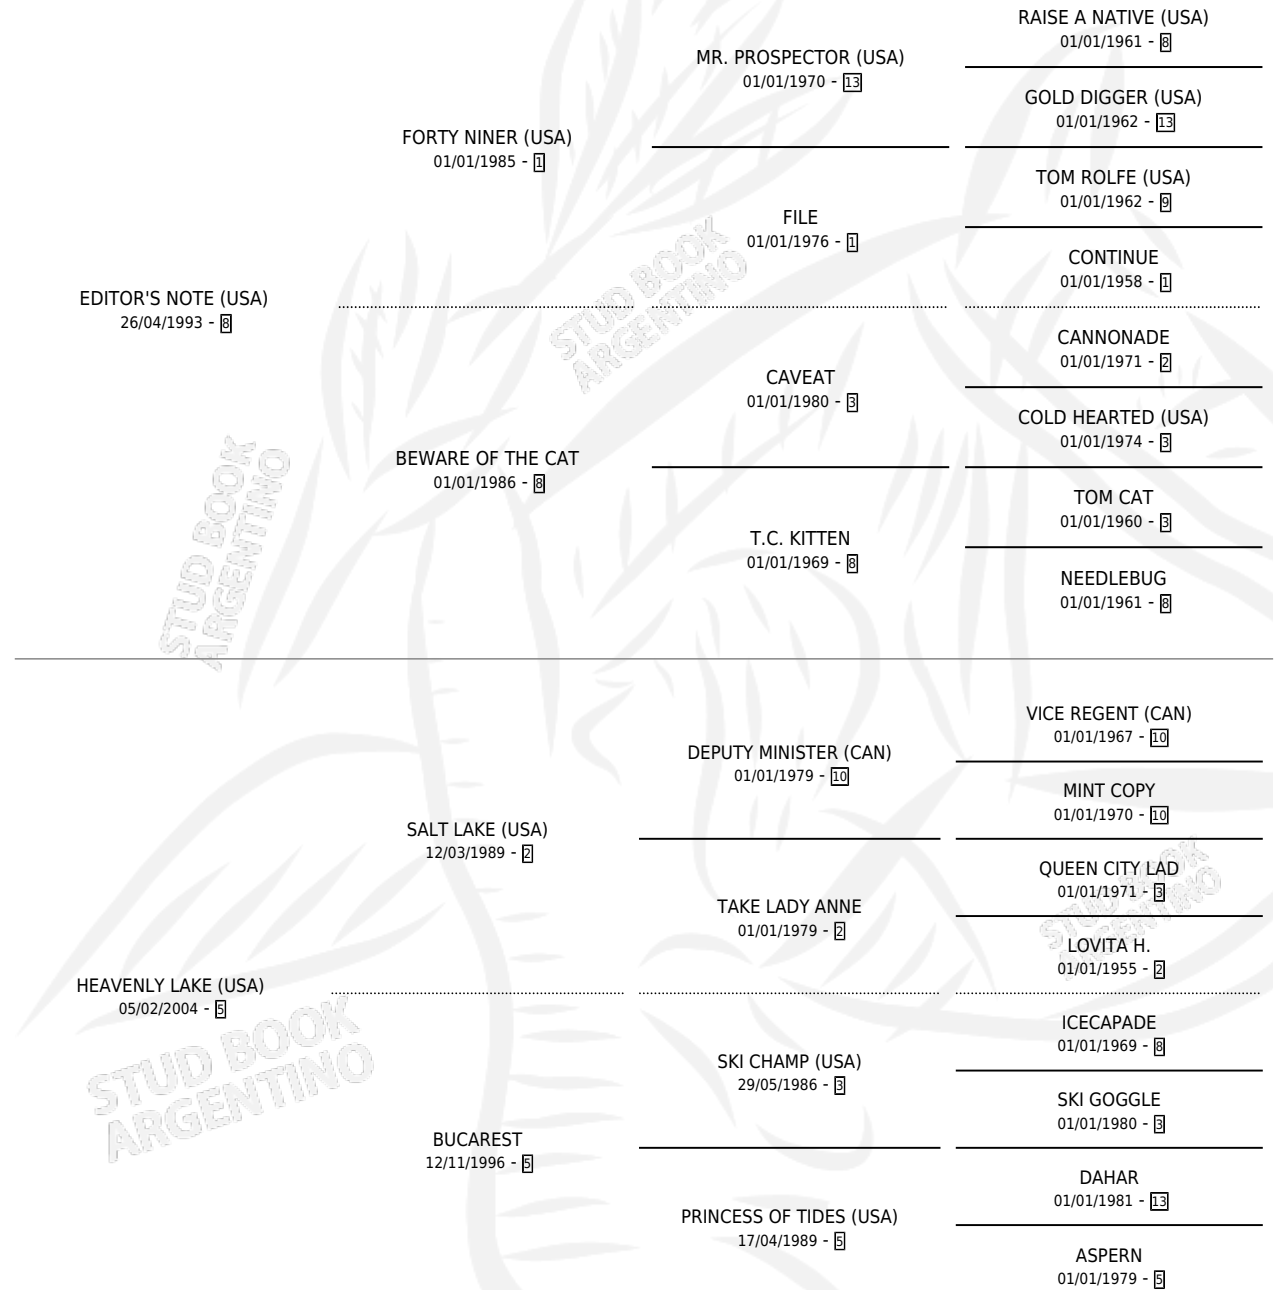 RAISE A NATIVE (USA)
01/01/1961 - 8
MR. PROSPECTOR (USA)
01/01/1970 - 13
GOLD DIGGER (USA)
01/01/1962 - 13
FORTY NINER (USA)
01/01/1985 - 1
TOM ROLFE (USA)
01/01/1962 - 9
FILE
01/01/1976 - 1
CONTINUE
01/01/1958 - 1
EDITOR'S NOTE (USA)
26/04/1993 - 8
CANNONADE
01/01/1971 - 2
CAVEAT
01/01/1980 - 3
COLD HEARTED (USA)
01/01/1974 - 3
BEWARE OF THE CAT
01/01/1986 - 8
TOM CAT
01/01/1960 - 3
T.C. KITTEN
01/01/1969 - 8
NEEDLEBUG
01/01/1961 - 8
VICE REGENT (CAN)
01/01/1967 - 10
DEPUTY MINISTER (CAN)
01/01/1979 - 10
MINT COPY
01/01/1970 - 10
SALT LAKE (USA)
12/03/1989 - 2
QUEEN CITY LAD
01/01/1971 - 3
TAKE LADY ANNE
01/01/1979 - 2
LOVITA H.
01/01/1955 - 2
HEAVENLY LAKE (USA)
05/02/2004 - 5
ICECAPADE
01/01/1969 - 8
SKI CHAMP (USA)
29/05/1986 - 3
SKI GOGGLE
01/01/1980 - 3
BUCAREST
12/11/1996 - 5
DAHAR
01/01/1981 - 13
PRINCESS OF TIDES (USA)
17/04/1989 - 5
ASPERN
01/01/1979 - 5
STUD BOOK
ARGENTINO
STUD BOOK
ARGENTINO
STUD BOOK
ARGENTINO
STUD BOOK
ARGENTINO